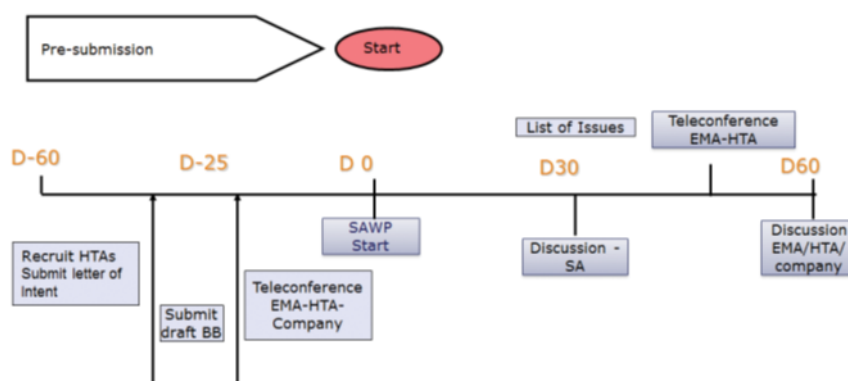 Pre-submission
Start
List of Issues
Teleconference
EMA-HTA
D-60
D-25
D 0
D30
D60
SAWP
Start
Recruit HTAs
Submit letter of
Intent
Submit
draft BB
Teleconference
EMA-HTA-
Company
Discussion -
SA
Discussion
EMA/HTA/
company